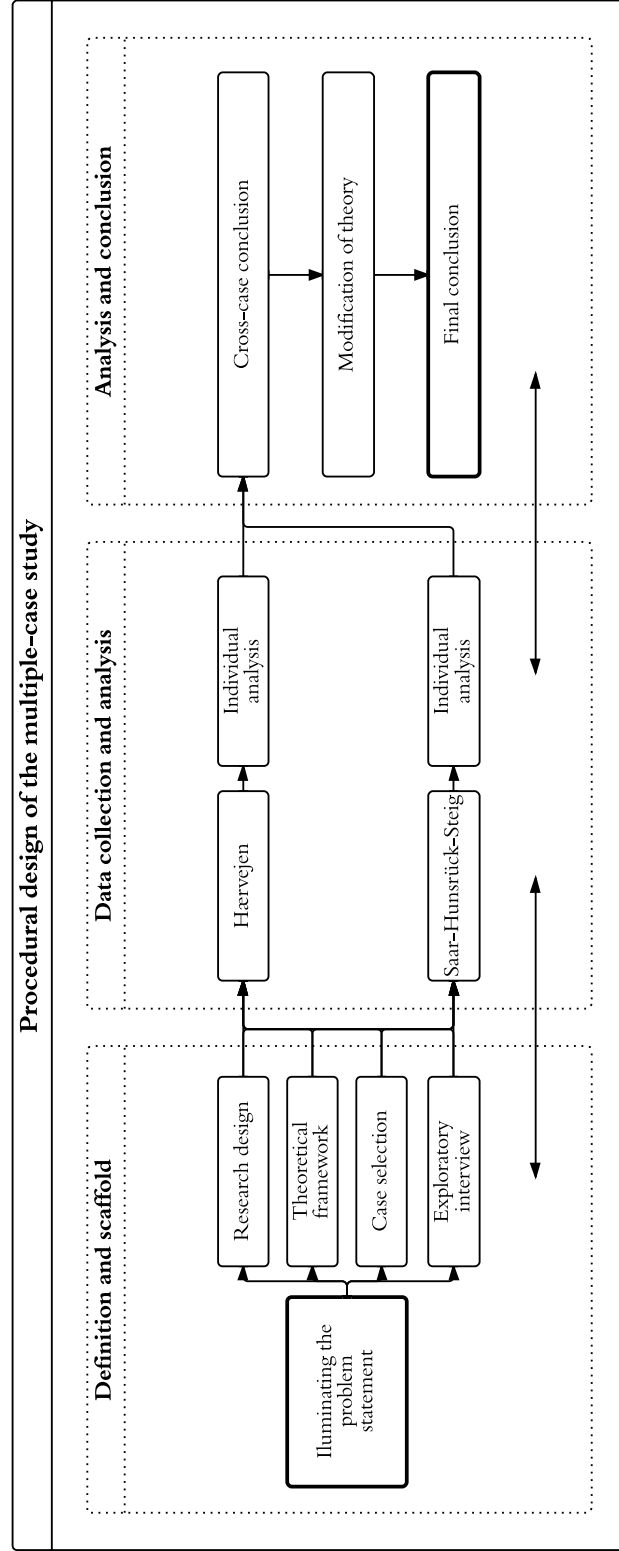 Procedural design of the multiple-case study
Definition and scaffold
Iluminating the
problem
statement
Research design
Theoretical
framework
Case selection
Exploratory
interview
Data collection and analysis
Hærvejen
Individual
analysis
Saar-Hunsrück-Steig
Individual
analysis
Analysis and conclusion
Cross-case conclusion
Modification of theory
Final conclusion